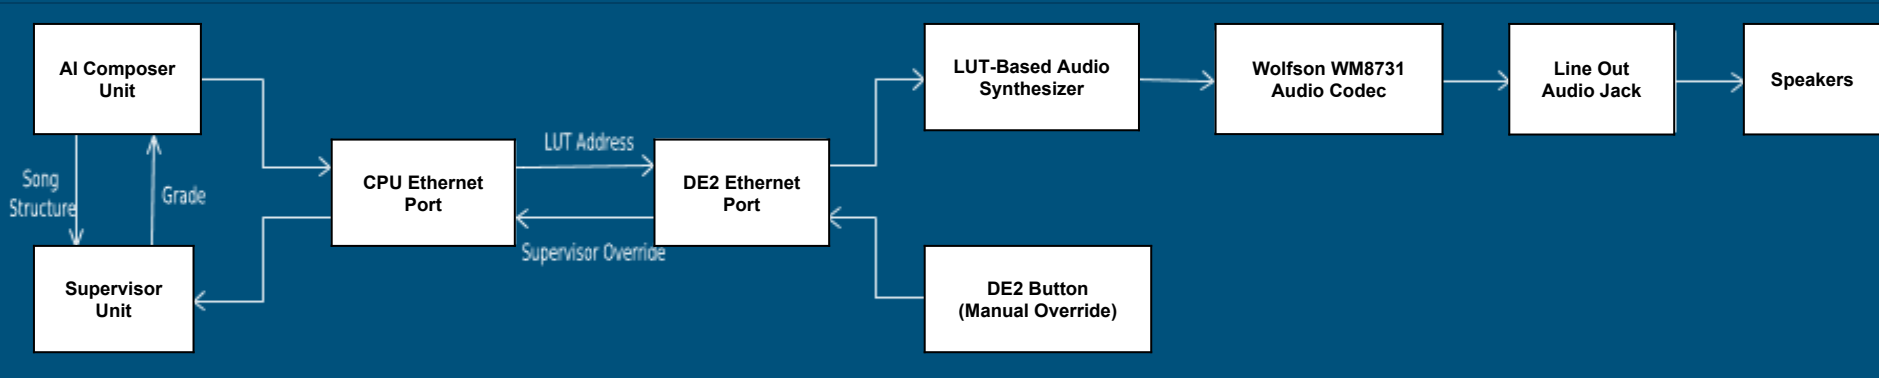 AI Composer
Unit
Song
Structure
Grade
Supervisor
Unit
CPU Ethernet
Port
LUT Address
Supervisor Override
DE2 Ethernet
Port
LUT-Based Audio
Synthesizer
DE2 Button
(Manual Override)
Wolfson WM8731
Audio Codec
Line Out
Audio Jack
Speakers